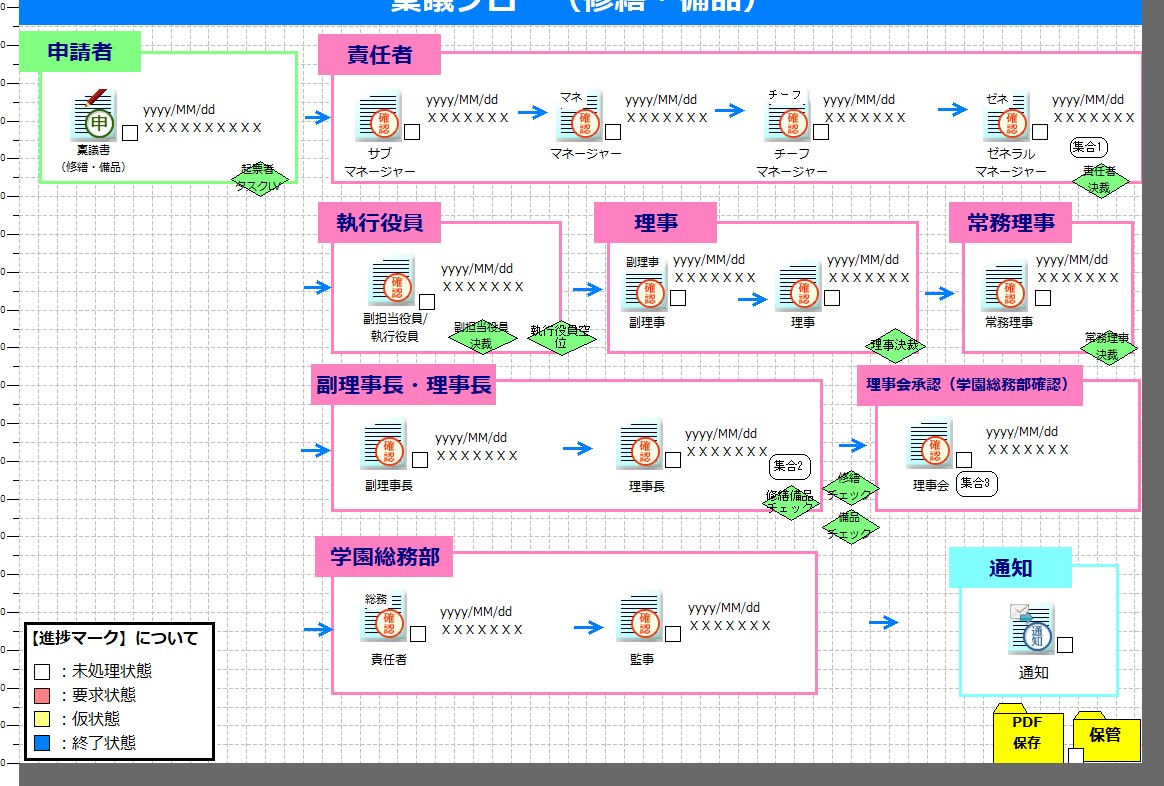 稟議フロー（修繕・備品）
申請者
yyyy/MM/dd
ＸＸＸＸＸＸＸＸＸＸ
申
稟議書
（修繕・備品）
起票者
タスクLV
責任者
確認
yyyy/MM/dd
ＸＸＸＸＸＸＸ
サブ
マネージャー
マネ
確認
yyyy/MM/dd
ＸＸＸＸＸＸＸ
マネージャー
チーフ
確認
yyyy/MM/dd
ＸＸＸＸＸＸＸ
チーフ
マネージャー
ゼネ
確認
yyyy/MM/dd
ＸＸＸＸＸＸＸ
ゼネラル
マネージャー
集合1
責任者
決裁
執行役員
確認
yyyy/MM/dd
ＸＸＸＸＸＸＸ
副担当役員/
執行役員
副担当役員
決裁
執行役員空
位
理事
副理事
確認
yyyy/MM/dd
ＸＸＸＸＸＸＸ
副理事
確認
yyyy/MM/dd
ＸＸＸＸＸＸＸ
理事
理事決裁
常務理事
確認
yyyy/MM/dd
ＸＸＸＸＸＸＸ
常務理事
常務理事
決裁
副理事長・理事長
確認
yyyy/MM/dd
ＸＸＸＸＸＸＸ
副理事長
確認
yyyy/MM/dd
ＸＸＸＸＸＸＸ
理事長
集合2
修繕備品
チェック
修繕
チェック
備品
チェック
理事会承認（学園総務部確認）
確認
yyyy/MM/dd
ＸＸＸＸＸＸＸ
理事会
集合3
学園総務部
総務
確認
yyyy/MM/dd
ＸＸＸＸＸＸＸ
責任者
確認
yyyy/MM/dd
ＸＸＸＸＸＸＸ
監事
通知
通知
通知
【進捗マーク】について
：未処理状態
：要求状態
：仮状態
：終了状態
PDF
保存
保管